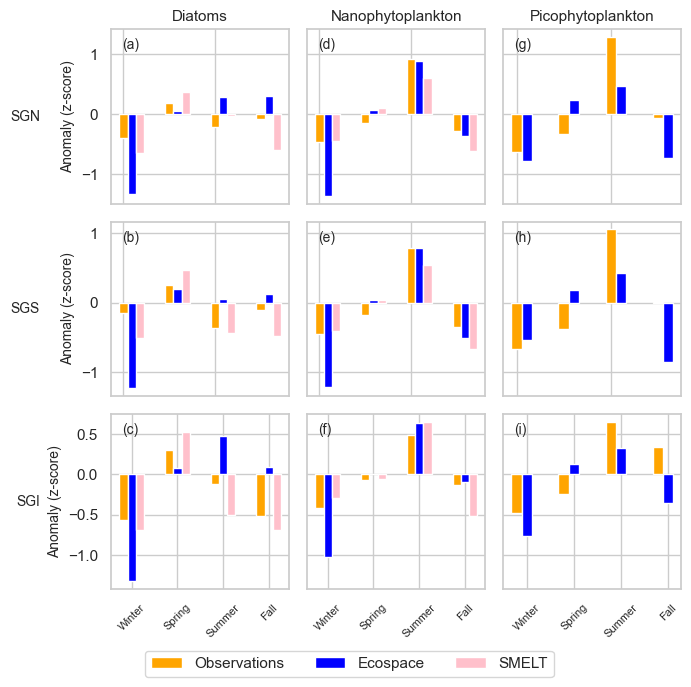 Diatoms Nanophytoplankton Picophytoplankton
(a) (d) (g)
SGN Anomaly (z-score) 1 0 −1
(b) (e) (h)
SGS Anomaly (z-score) 1 0 −1
(c) (f) (i)
SGI Anomaly (z-score) 0.5 0.0 −0.5 −1.0
Winter Spring Summer Fall Winter Spring Summer Fall Winter Spring Summer Fall
Observations Ecospace SMELT